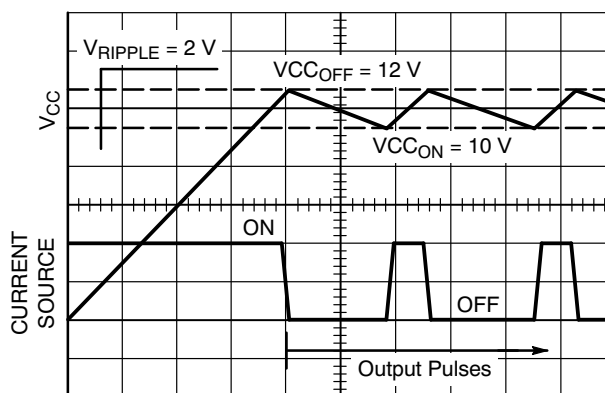 VRIPPLE = 2 V
VCCOFF = 12 V
VCC
VCCON = 10 V
ON
CURRENT
SOURCE
OFF
Output Pulses